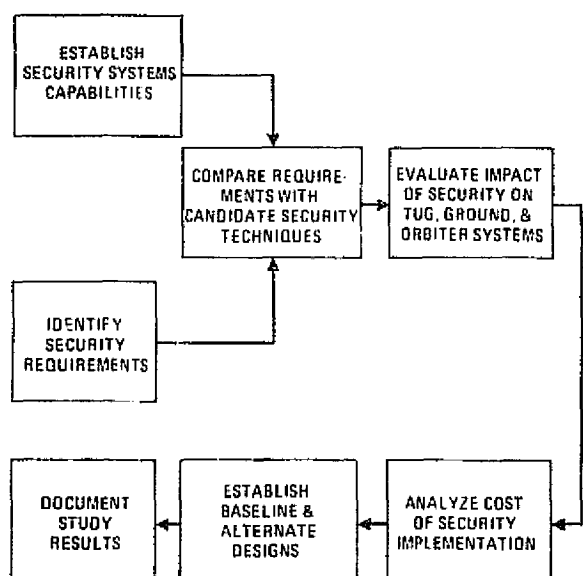 ESTABLISH
SECURITY SYSTEMS
CAPABILITIES
COMPARE REQUIRE-
MENTS WITH
CANDIDATE SECURITY
TECHNIQUES
EVALUATE IMPACT
OF SECURITY ON
TUG, GROUND, &
ORBITER SYSTEMS
IDENTIFY
SECURITY
REQUIREMENTS
DOCUMENT
STUDY
RESULTS
ESTABLISH
BASELINE &
ALTERNATE
DESIGNS
ANALYZE COST
OF SECURITY
IMPLEMENTATION